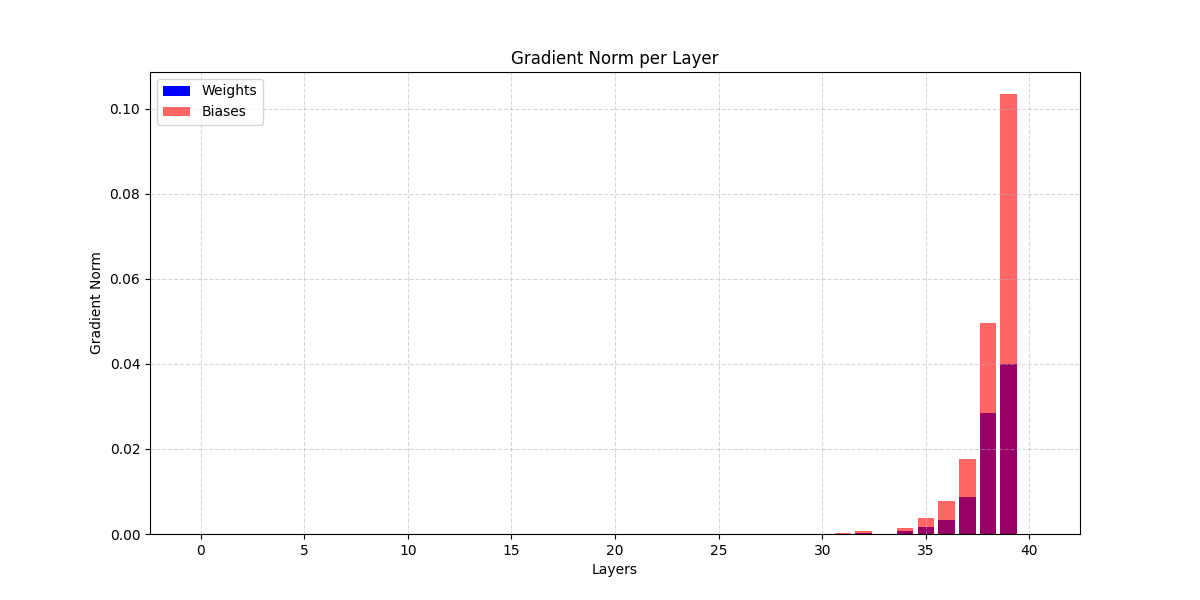 Gradient Norm per Layer
Weights
Biases
0.10
0.08
0.06
0.04
0.02
0.00
Gradient Norm
0 5 10 15 20 25 30 35 40
Layers